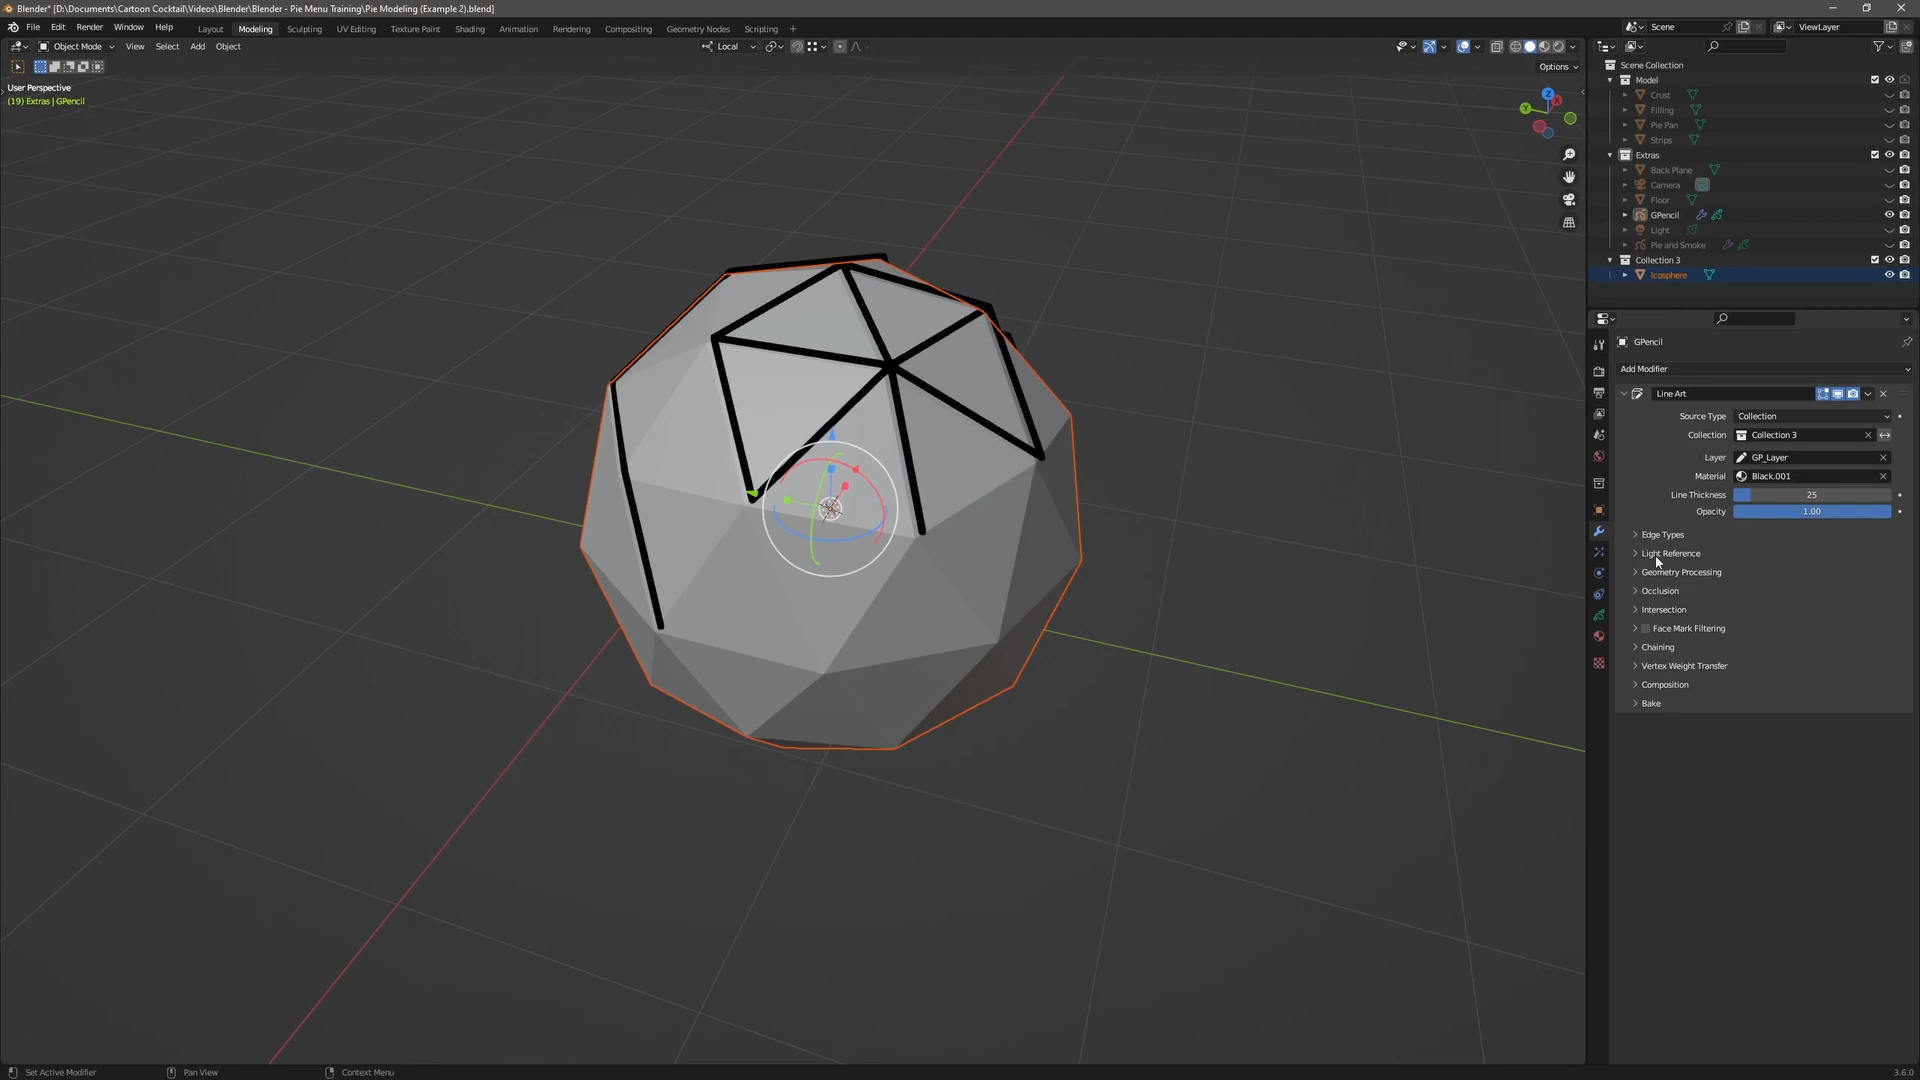 Blender* [D:\Documents\Cartoon Cocktail\Videos\Blender\Blender - Pie Menu Training\Pie Modeling (Example 2).blend]
File Edit Render Window Help Layout Modeling Sculpting UV Editing Texture Paint Shading Animation Rendering Compositing Geometry Nodes Scripting + Scene ViewLayer
Object Mode View Select Add Object Local
Options
User Perspective
(19) Extras | GPencil
Z
X
Y
Scene Collection
Model
Crust
Filling
Pie Pan
Strips
Extras
Back Plane
Camera
Floor
GPencil
Light
Pie and Smoke
Collection 3
Icosphere
GPencil
Add Modifier
Line Art
Source Type Collection
Collection Collection 3
Layer GP_Layer
Material Black.001
Line Thickness 25
Opacity 1.00
Edge Types
Light Reference
Geometry Processing
Occlusion
Intersection
Face Mark Filtering
Chaining
Vertex Weight Transfer
Composition
Bake
Set Active Modifier Pan View Context Menu 3.6.0